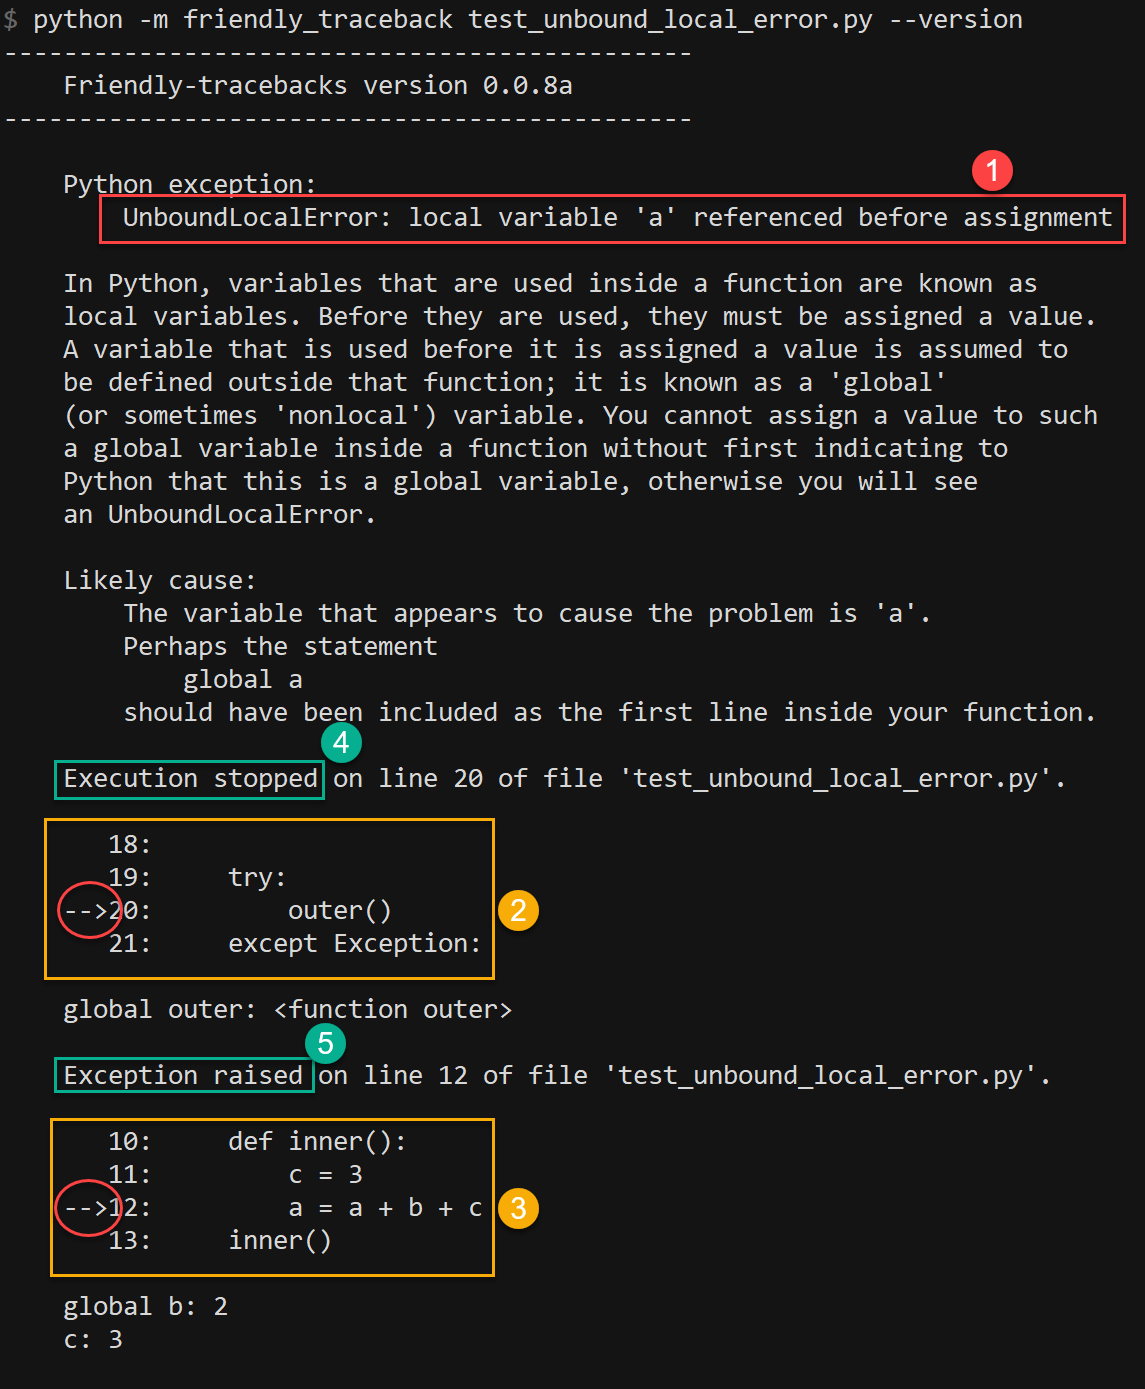 $ python -m friendly_traceback test_unbound_local_error.py --version
----------------------------------------------
    Friendly-tracebacks version 0.0.8a
----------------------------------------------
1
    Python exception:
        UnboundLocalError: local variable 'a' referenced before assignment

    In Python, variables that are used inside a function are known as
    local variables. Before they are used, they must be assigned a value.
    A variable that is used before it is assigned a value is assumed to
    be defined outside that function; it is known as a 'global'
    (or sometimes 'nonlocal') variable. You cannot assign a value to such
    a global variable inside a function without first indicating to
    Python that this is a global variable, otherwise you will see
    an UnboundLocalError.

    Likely cause:
        The variable that appears to cause the problem is 'a'.
        Perhaps the statement
            global a
        should have been included as the first line inside your function.
4
    Execution stopped on line 20 of file 'test_unbound_local_error.py'.

       18:
       19:     try:
    -->20:         outer() 2
       21:     except Exception:

    global outer: <function outer>
5
    Exception raised on line 12 of file 'test_unbound_local_error.py'.

       10:     def inner():
       11:         c = 3
    -->12:         a = a + b + c 3
       13:     inner()

    global b: 2
    c: 3